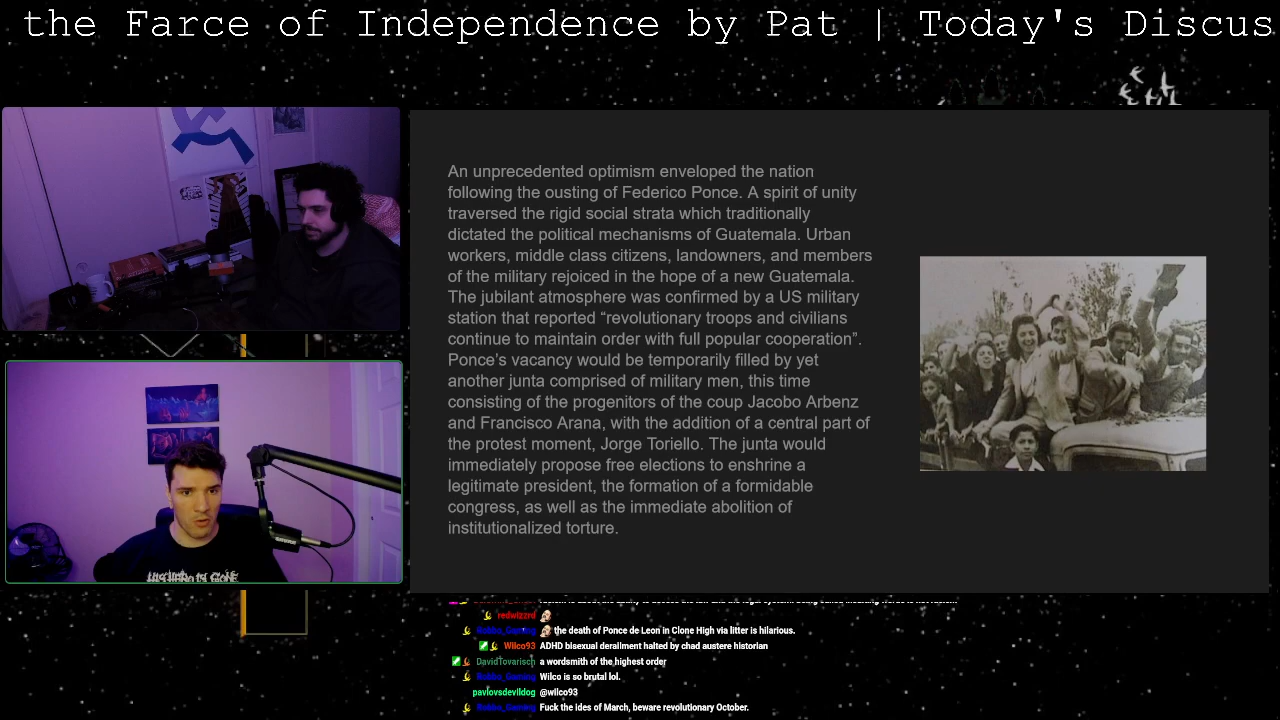 the Farce of Independence by Pat | Today's Discus
An unprecedented optimism enveloped the nation
following the ousting of Federico Ponce. A spirit of unity
traversed the rigid social strata which traditionally
dictated the political mechanisms of Guatemala. Urban
workers, middle class citizens, landowners, and members
of the military rejoiced in the hope of a new Guatemala.
The jubilant atmosphere was confirmed by a US military
station that reported “revolutionary troops and civilians
continue to maintain order with full popular cooperation”.
Ponce’s vacancy would be temporarily filled by yet
another junta comprised of military men, this time
consisting of the progenitors of the coup Jacobo Arbenz
and Francisco Arana, with the addition of a central part of
the protest moment, Jorge Toriello. The junta would
immediately propose free elections to enshrine a
legitimate president, the formation of a formidable
congress, as well as the immediate abolition of
institutionalized torture.
redwizzrd
Robbo_Gaming the death of Ponce de Leon in Clone High via litter is hilarious.
Wilco93 ADHD bisexual derailment halted by chad austere historian
DavidTovarisch a wordsmith of the highest order
Robbo_Gaming Wilco is so brutal lol.
pavlovsdevildog @wilco93
Robbo_Gaming Fuck the ides of March, beware revolutionary October.